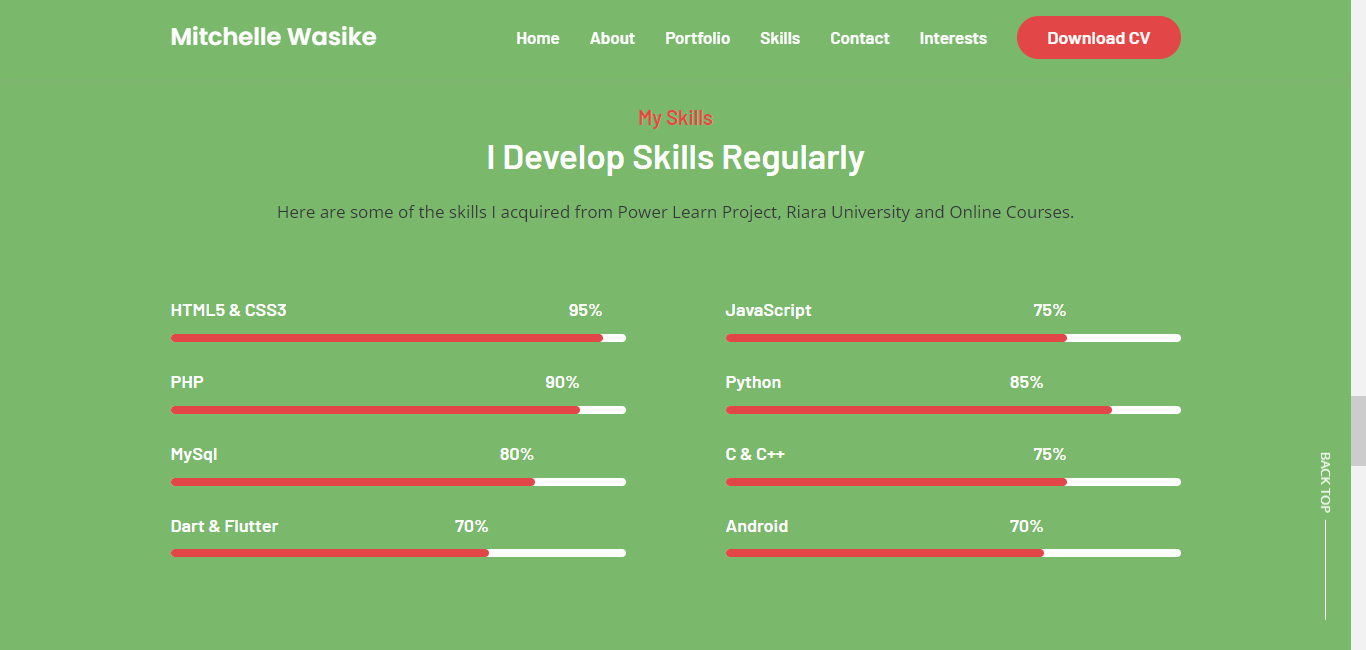 Mitchelle Wasike
Home About Portfolio Skills Contact Interests Download CV
My Skills
I Develop Skills Regularly
Here are some of the skills I acquired from Power Learn Project, Riara University and Online Courses.
HTML5 & CSS3 95%
JavaScript 75%
PHP 90%
Python 85%
MySql 80%
C & C++ 75%
Dart & Flutter 70%
Android 70%
BACK TOP